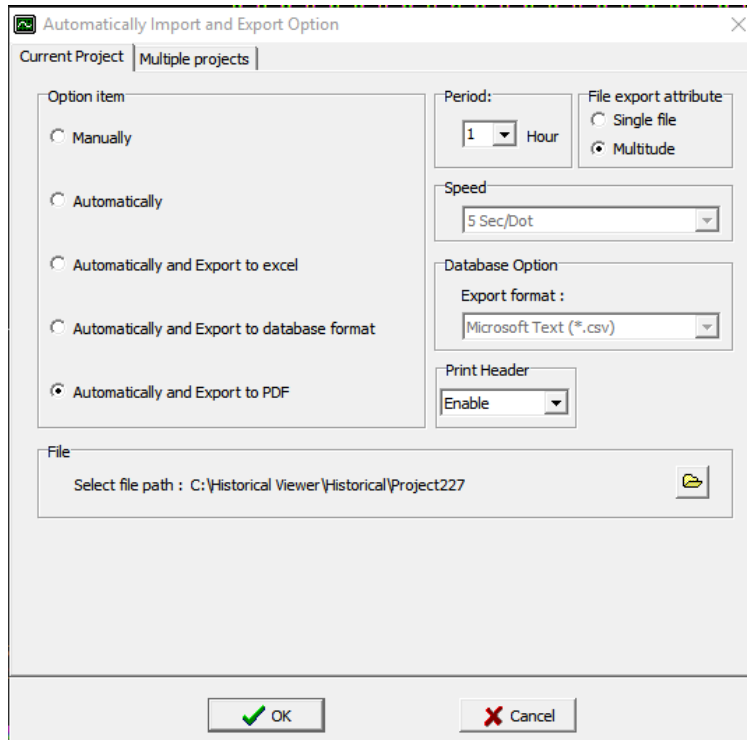 Automatically Import and Export Option
Current Project
Multiple projects
Option item
Manually
Automatically
Automatically and Export to excel
Automatically and Export to database format
Automatically and Export to PDF
Period:
1 Hour
File export attribute
Single file
Multitude
Speed
5 Sec/Dot
Database Option
Export format :
Microsoft Text (*.csv)
Print Header
Enable
File
Select file path : C:\Historical Viewer\Historical\Project227
OK
Cancel